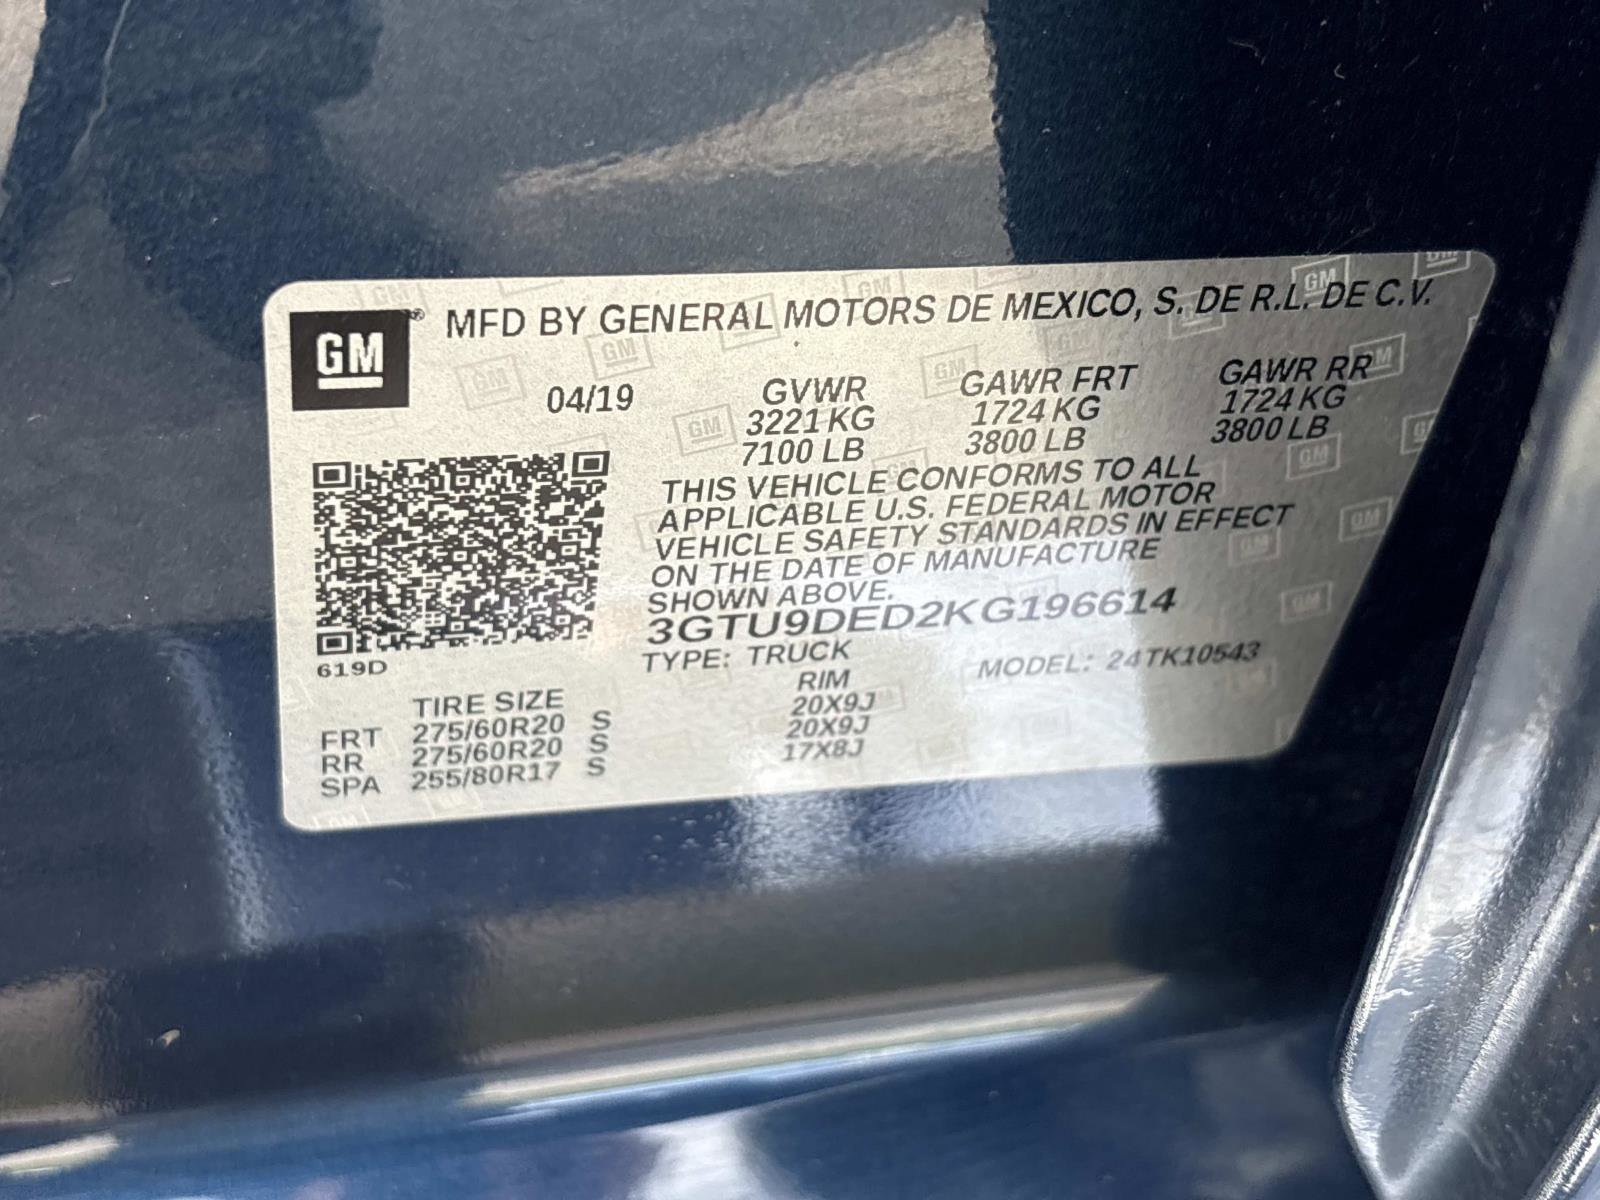 GM® MFD BY GENERAL MOTORS DE MEXICO, S. DE R.L. DE C.V.
04/19 GVWR GAWR FRT GAWR RR
3221 KG 1724 KG 1724 KG
7100 LB 3800 LB 3800 LB
THIS VEHICLE CONFORMS TO ALL
APPLICABLE U.S. FEDERAL MOTOR
VEHICLE SAFETY STANDARDS IN EFFECT
ON THE DATE OF MANUFACTURE
SHOWN ABOVE.
3GTU9DED2KG196614
619D TYPE: TRUCK MODEL: 24TK10543
TIRE SIZE RIM
FRT 275/60R20 S 20X9J
RR 275/60R20 S 20X9J
SPA 255/80R17 S 17X8J